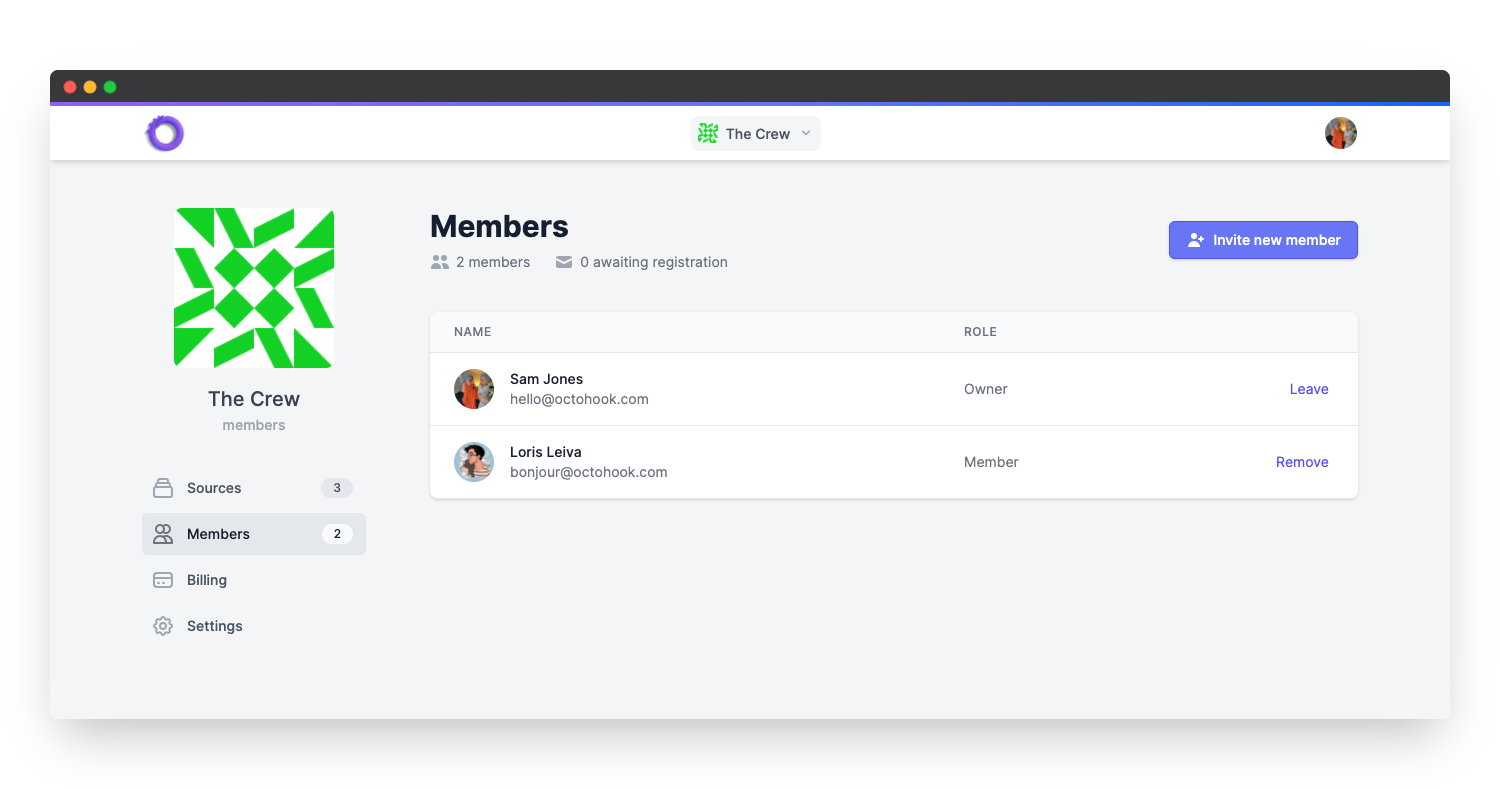 The Crew
The Crew
members
Sources 3
Members 2
Billing
Settings
Members
2 members 0 awaiting registration
Invite new member
NAME ROLE
Sam Jones
hello@octohook.com
Owner Leave
Loris Leiva
bonjour@octohook.com
Member Remove